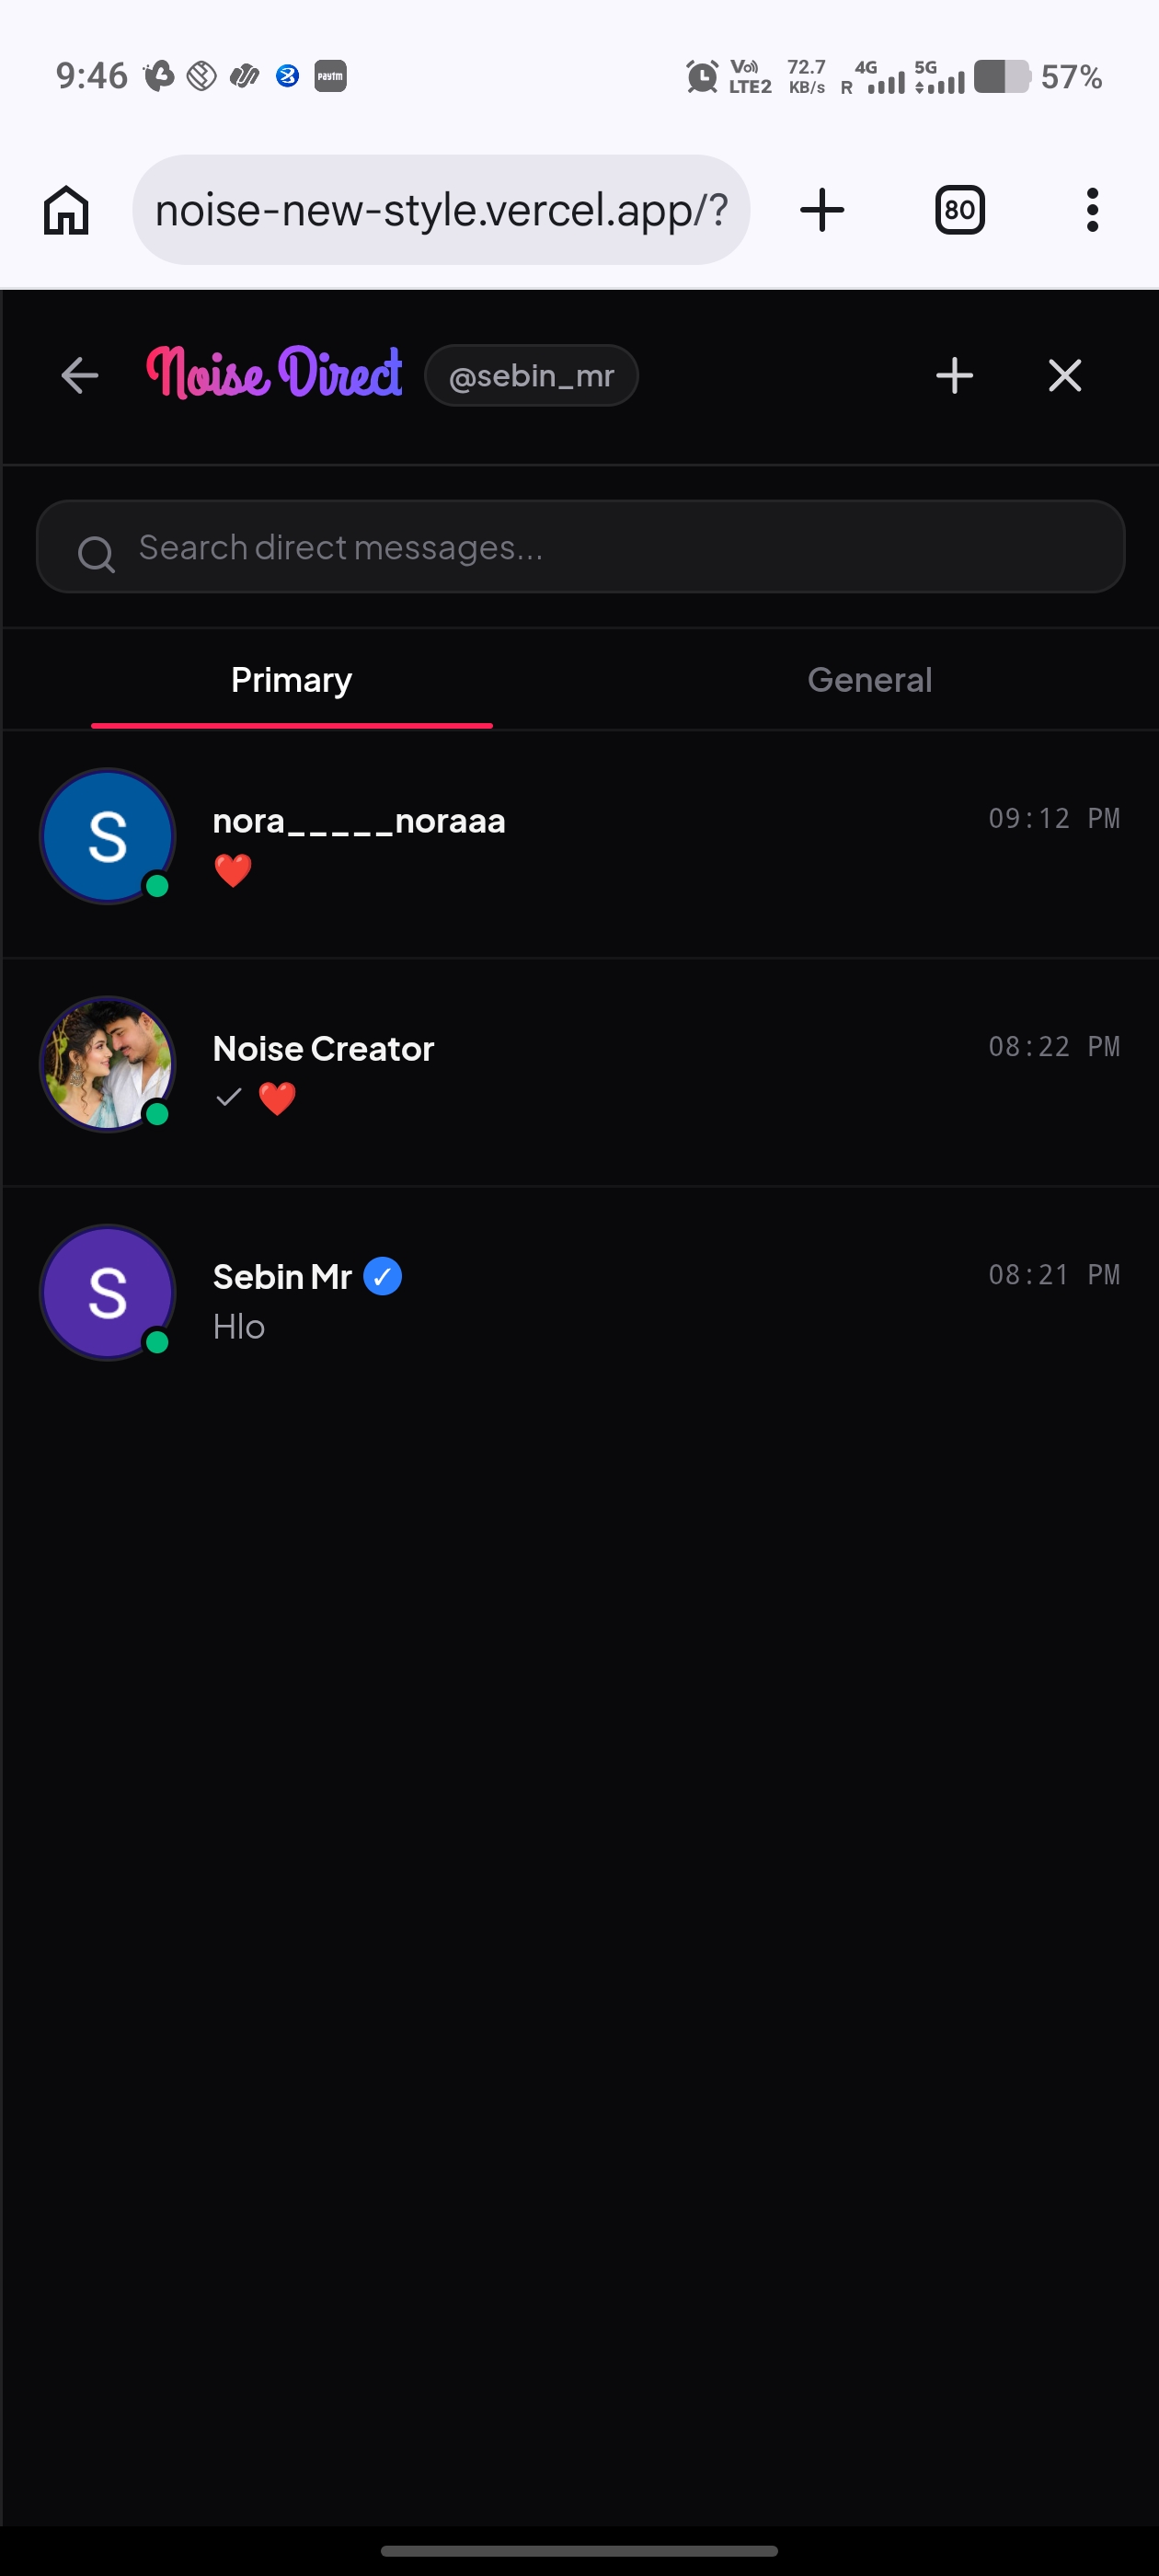 9:46 paytm Vo) LTE2 72.7 KB/s R 4G 5G 57%
noise-new-style.vercel.app/? 80
Noise Direct @sebin_mr
Search direct messages...
Primary General
S nora_____noraaa 09:12 PM
❤️
Noise Creator 08:22 PM
✓ ❤️
S Sebin Mr ✓ 08:21 PM
Hlo